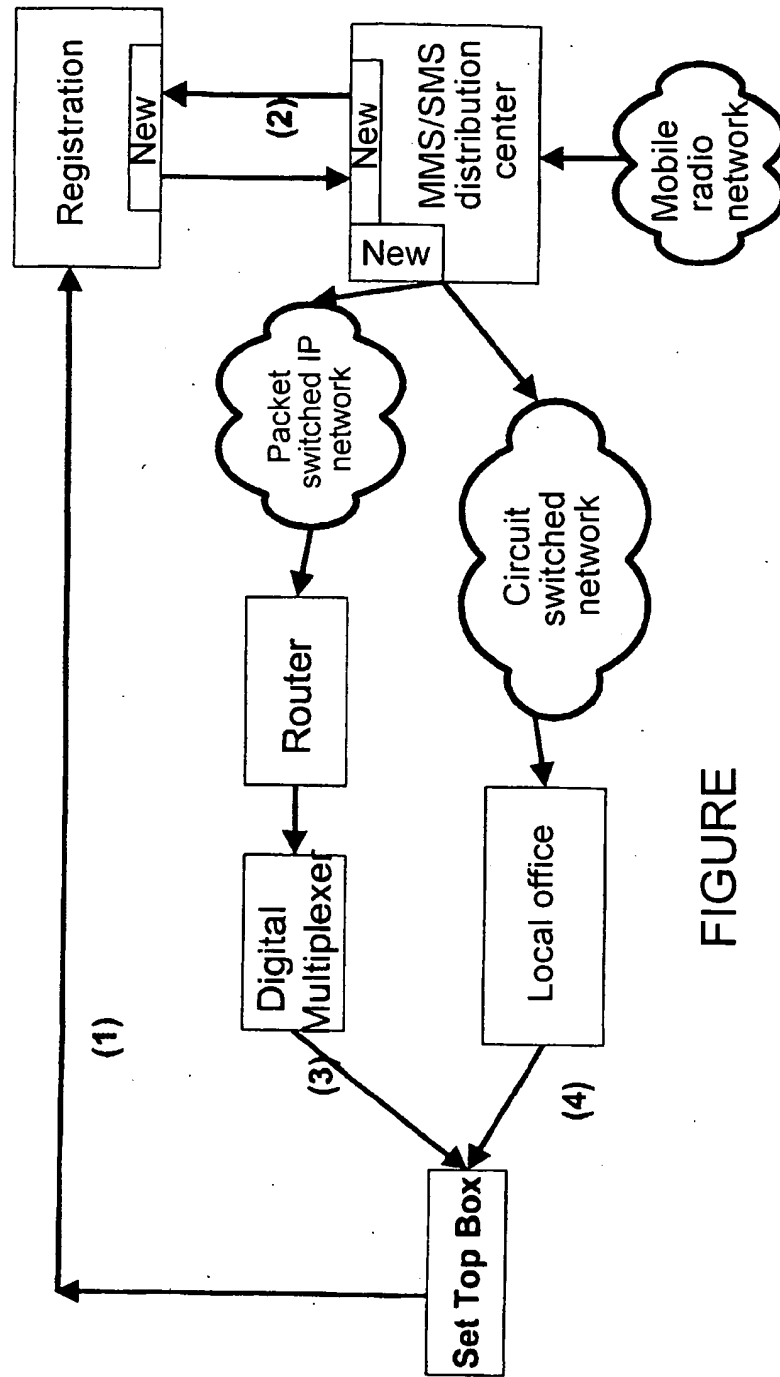 Registration
New
(2)
New
MMS/SMS
distribution
center
New
Mobile
radio
network
(1)
Packet
switched IP
network
Circuit
switched
network
Router
Digital
Multiplexer
Local office
(3)
(4)
Set Top Box
FIGURE